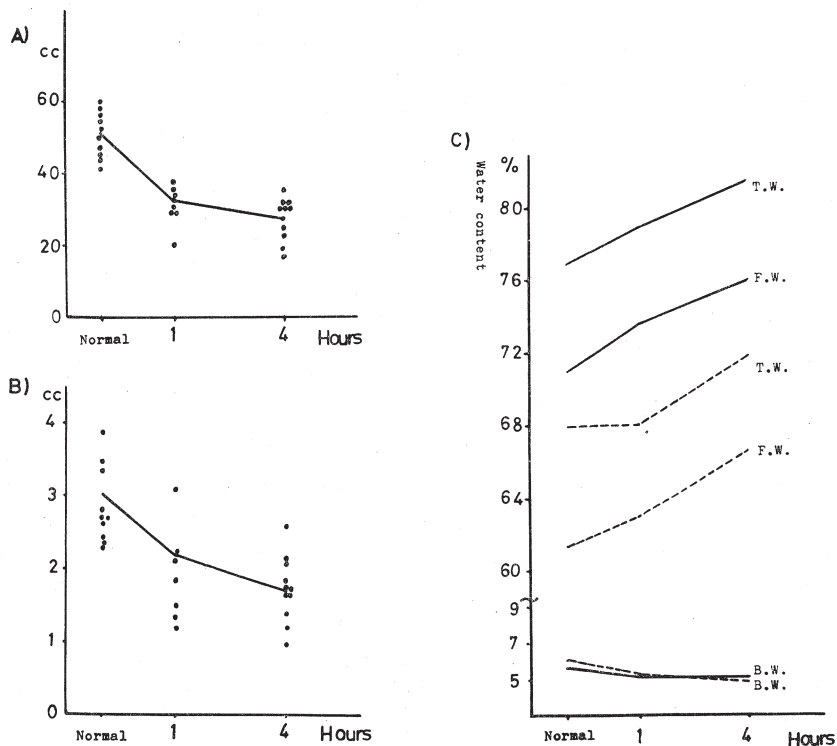 A)
cc
60
40
20
0
Normal 1 4 Hours
B)
cc
4
3
2
1
0
Normal 1 4 Hours
C)
Water content
%
80
76
72
68
64
60
9
7
5
T.W.
F.W.
T.W.
F.W.
B.W.
B.W.
Normal 1 4 Hours